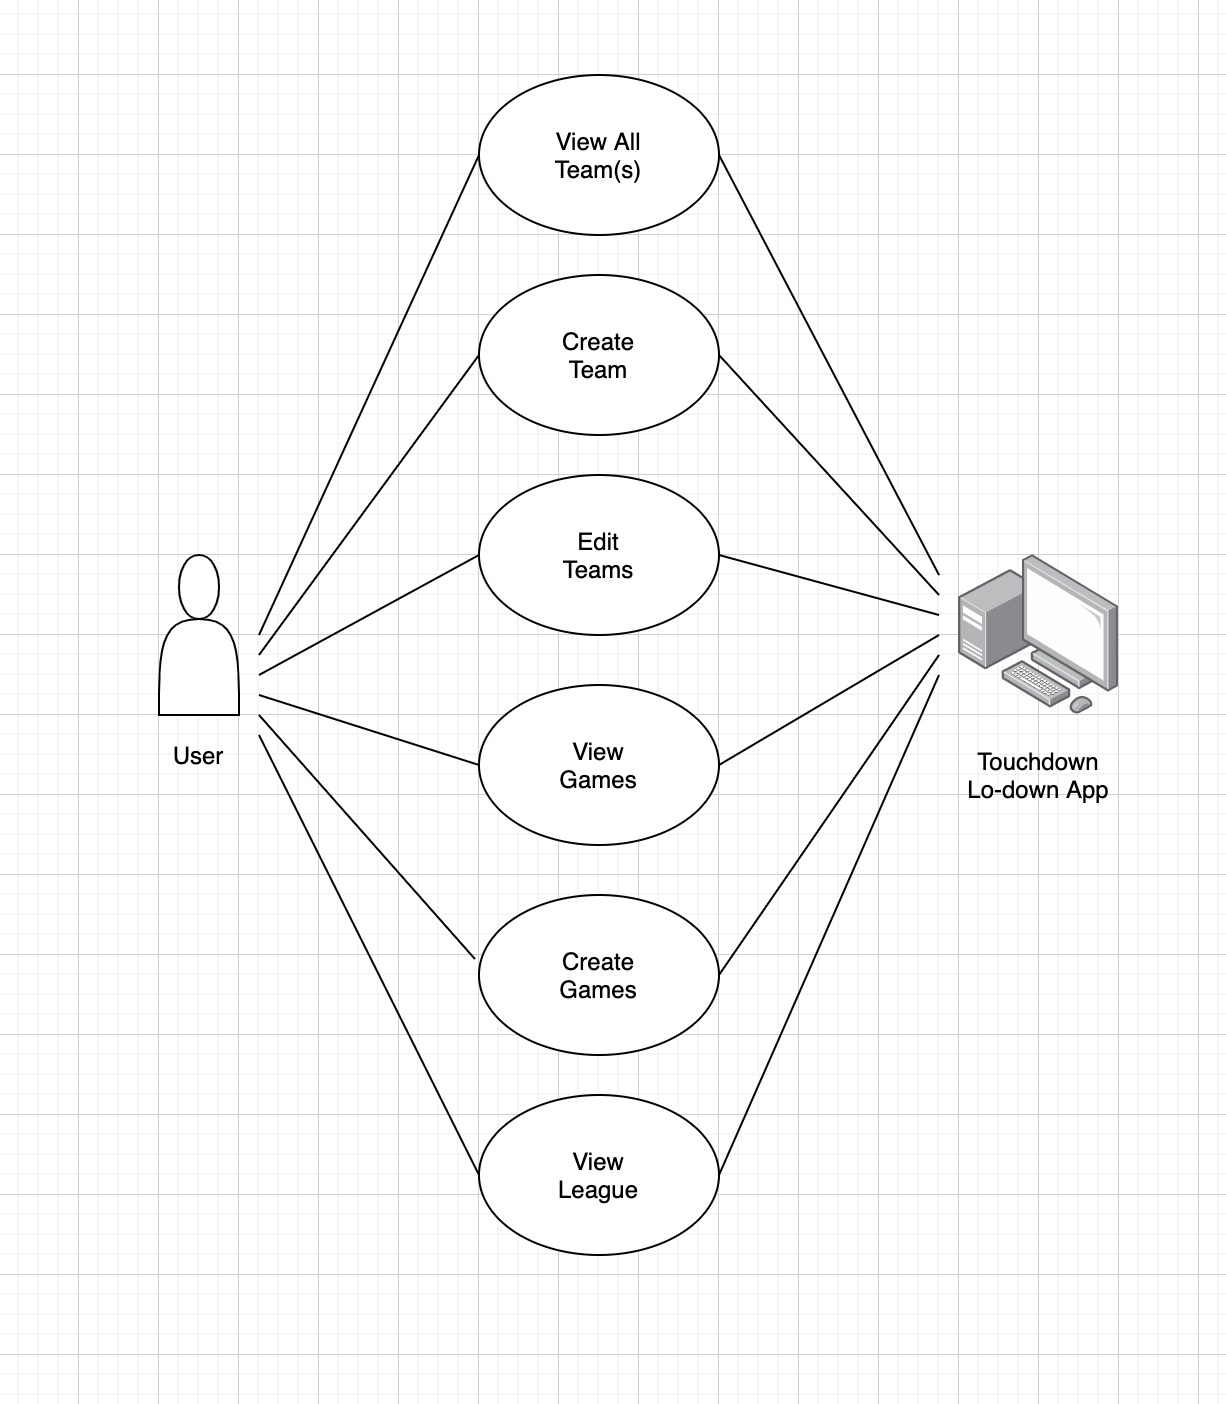 View All
Team(s)
Create
Team
Edit
Teams
User
View
Games
Touchdown
Lo-down App
Create
Games
View
League